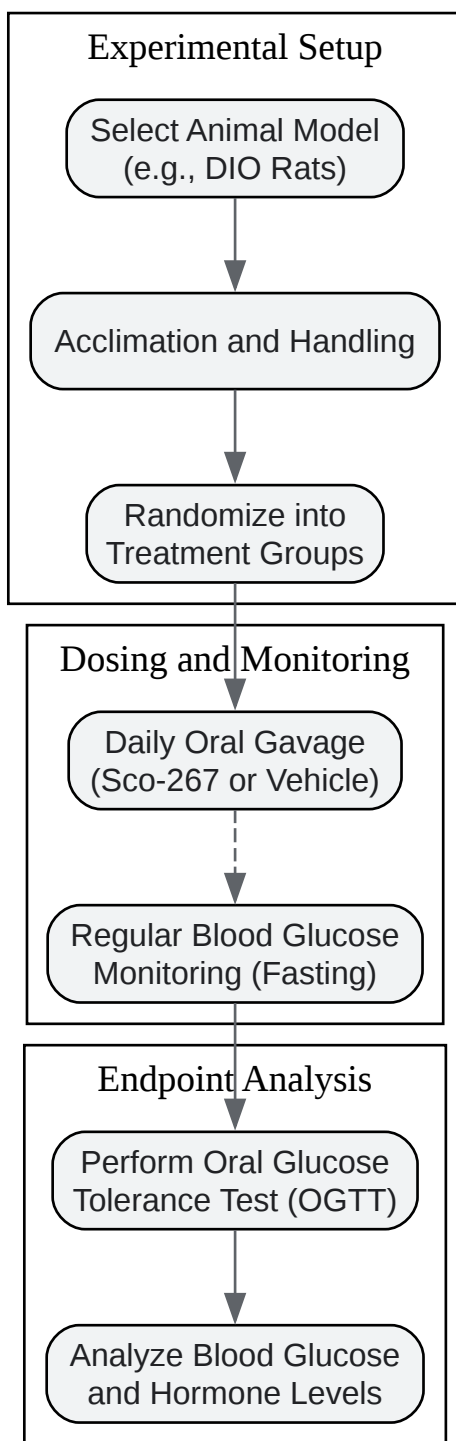 Experimental Setup
Select Animal Model
(e.g., DIO Rats)
Acclimation and Handling
Randomize into
Treatment Groups
Dosing and Monitoring
Daily Oral Gavage
(Sco-267 or Vehicle)
Regular Blood Glucose
Monitoring (Fasting)
Endpoint Analysis
Perform Oral Glucose
Tolerance Test (OGTT)
Analyze Blood Glucose
and Hormone Levels